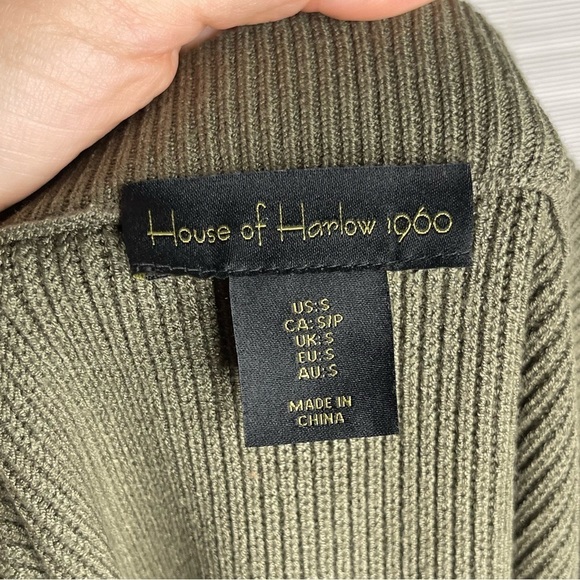 House of Harlow 1960
US: S
CA: S/P
UK: S
EU: S
AU: S
MADE IN
CHINA